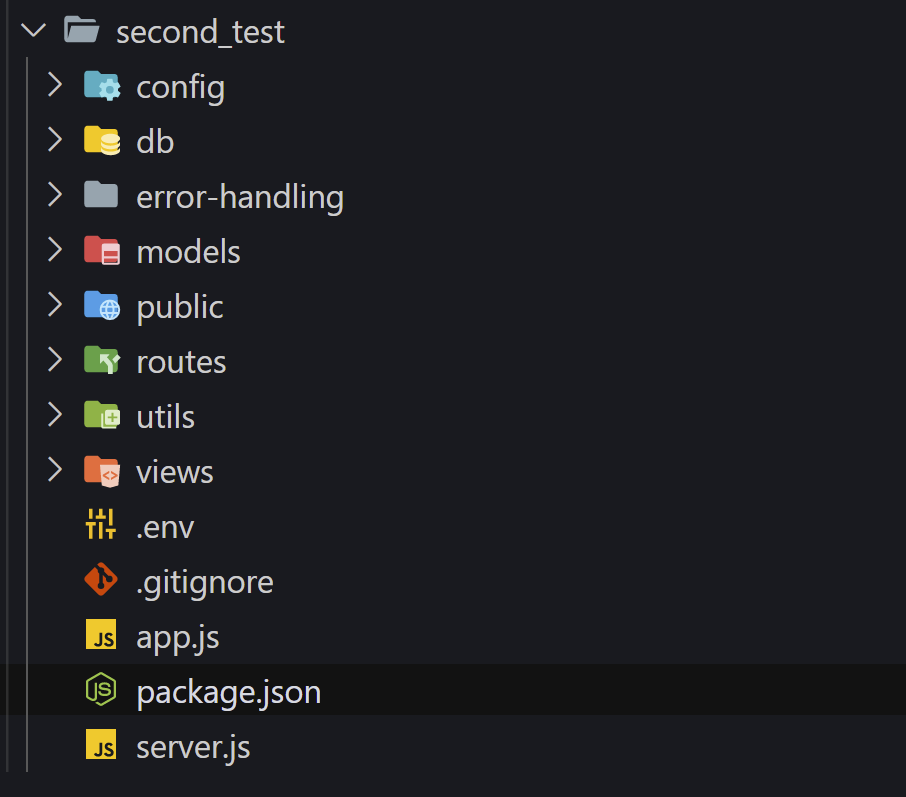 second_test
config
db
error-handling
models
public
routes
utils
views
.env
.gitignore
JS app.js
JS package.json
JS server.js